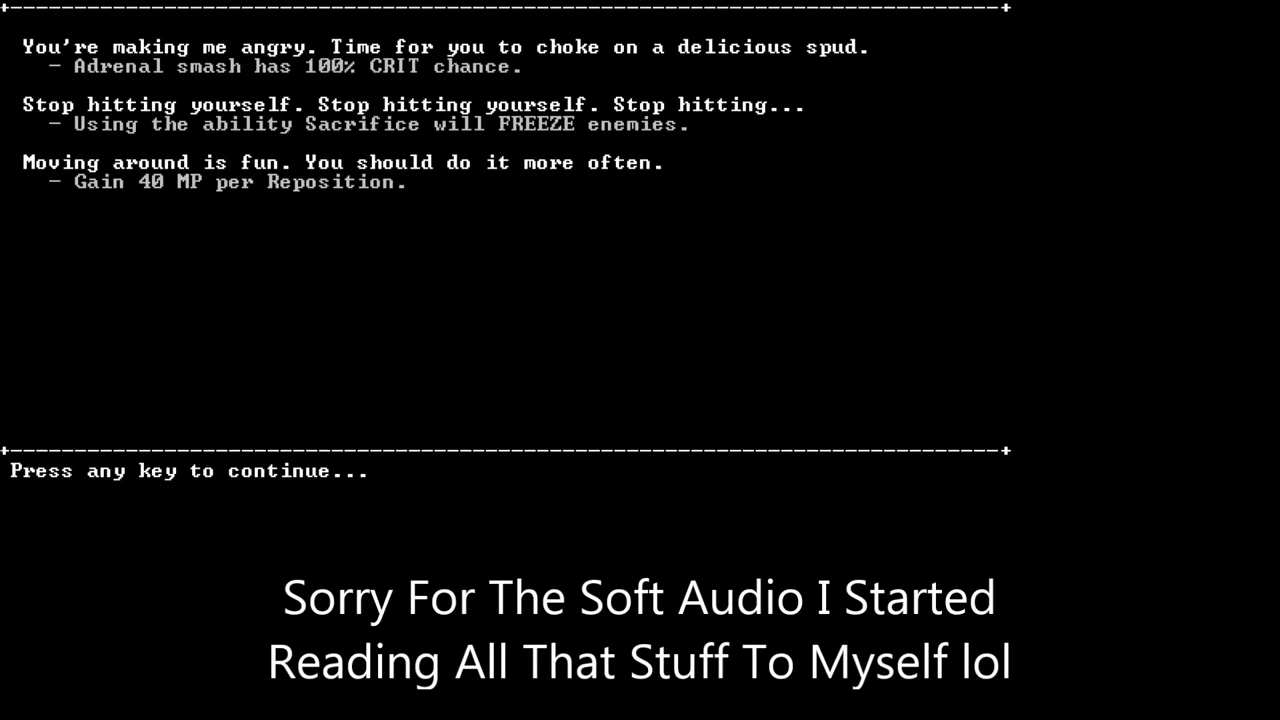 You're making me angry. Time for you to choke on a delicious spud.
- Adrenal smash has 100% CRIT chance.
Stop hitting yourself. Stop hitting yourself. Stop hitting...
- Using the ability Sacrifice will FREEZE enemies.
Moving around is fun. You should do it more often.
- Gain 40 MP per Reposition.
Press any key to continue...
Sorry For The Soft Audio I Started
Reading All That Stuff To Myself lol